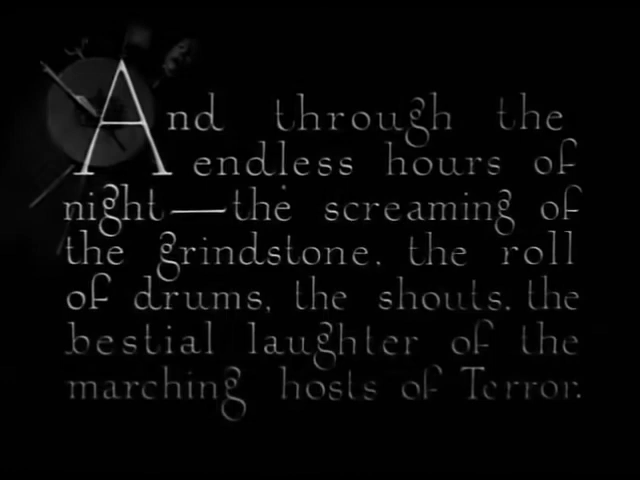 And through the
endless hours of
night—the screaming of
the grindstone, the roll
of drums, the shouts, the
bestial laughter of the
marching hosts of Terror.